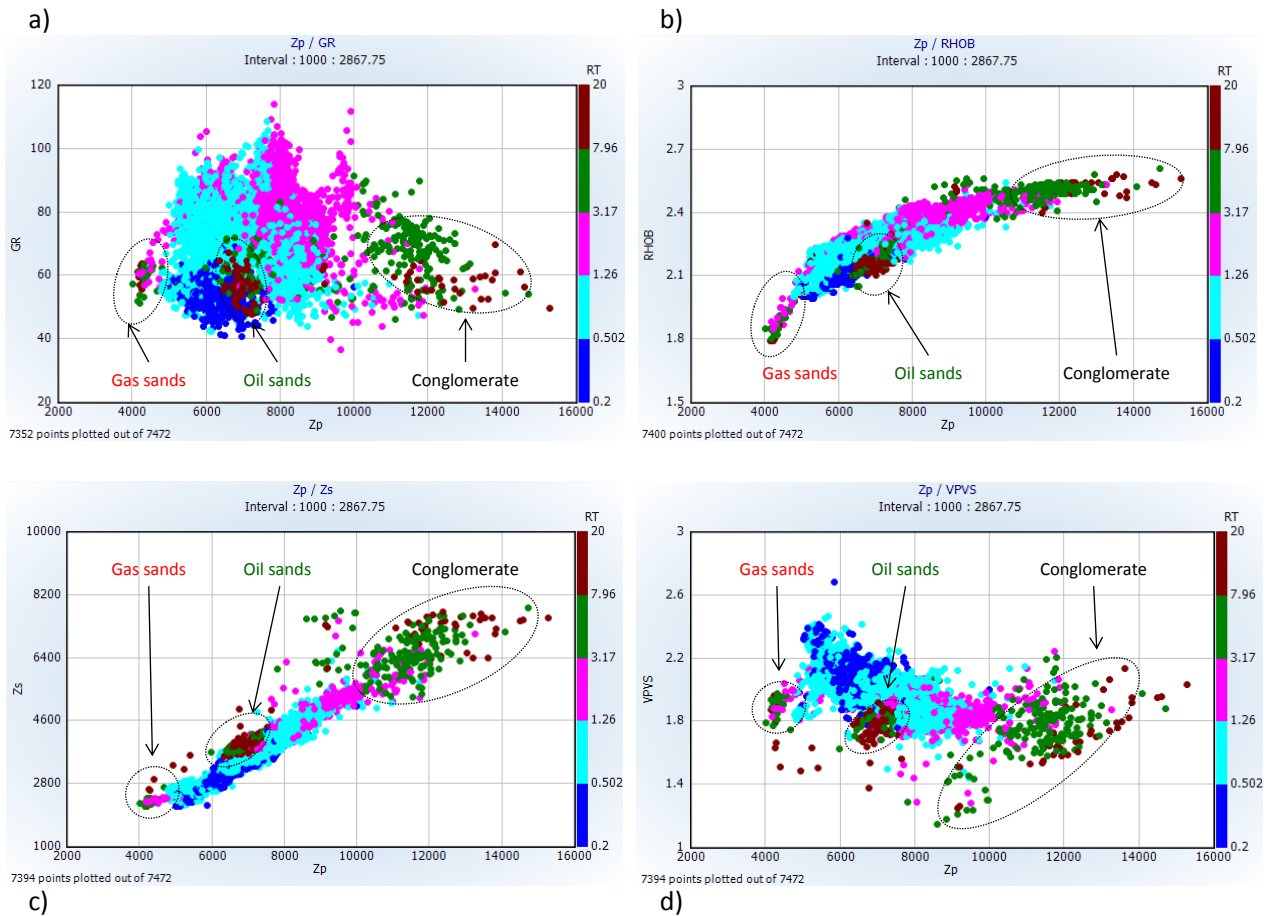 a)
Zp / GR
Interval : 1000 : 2867.75
RT
120
100
80
60
40
20
GR
20
7.96
3.17
1.26
0.502
0.2
Gas sands
Oil sands
Conglomerate
2000 4000 6000 8000 10000 12000 14000 16000
Zp
7352 points plotted out of 7472
b)
Zp / RHOB
Interval : 1000 : 2867.75
RT
3
2.7
2.4
2.1
1.8
1.5
RHOB
20
7.96
3.17
1.26
0.502
0.2
Gas sands
Oil sands
Conglomerate
2000 4000 6000 8000 10000 12000 14000 16000
Zp
7400 points plotted out of 7472
Zp / Zs
Interval : 1000 : 2867.75
RT
10000
8200
6400
4600
2800
1000
Zs
20
7.96
3.17
1.26
0.502
0.2
Gas sands
Oil sands
Conglomerate
2000 4000 6000 8000 10000 12000 14000 16000
Zp
7394 points plotted out of 7472
c)
Zp / VPVS
Interval : 1000 : 2867.75
RT
3
2.6
2.2
1.8
1.4
1
VPVS
20
7.96
3.17
1.26
0.502
0.2
Gas sands
Oil sands
Conglomerate
2000 4000 6000 8000 10000 12000 14000 16000
Zp
7394 points plotted out of 7472
d)